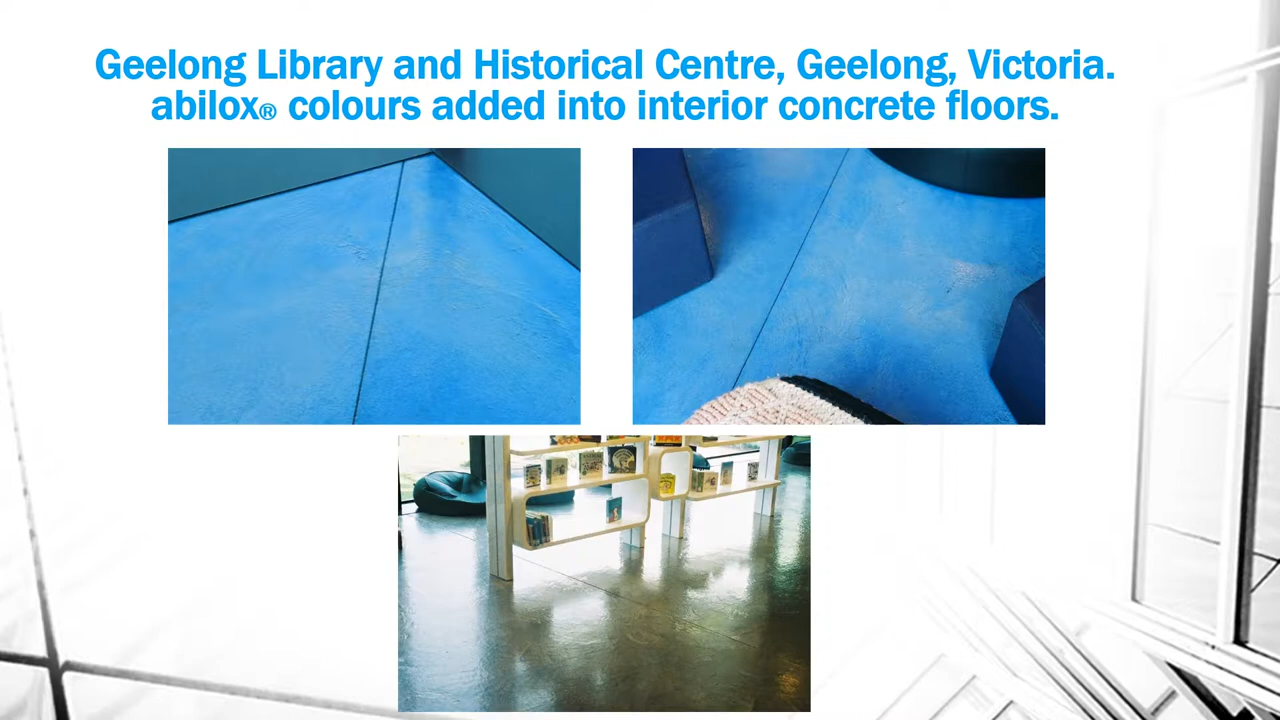 Geelong Library and Historical Centre, Geelong, Victoria.
abilox® colours added into interior concrete floors.